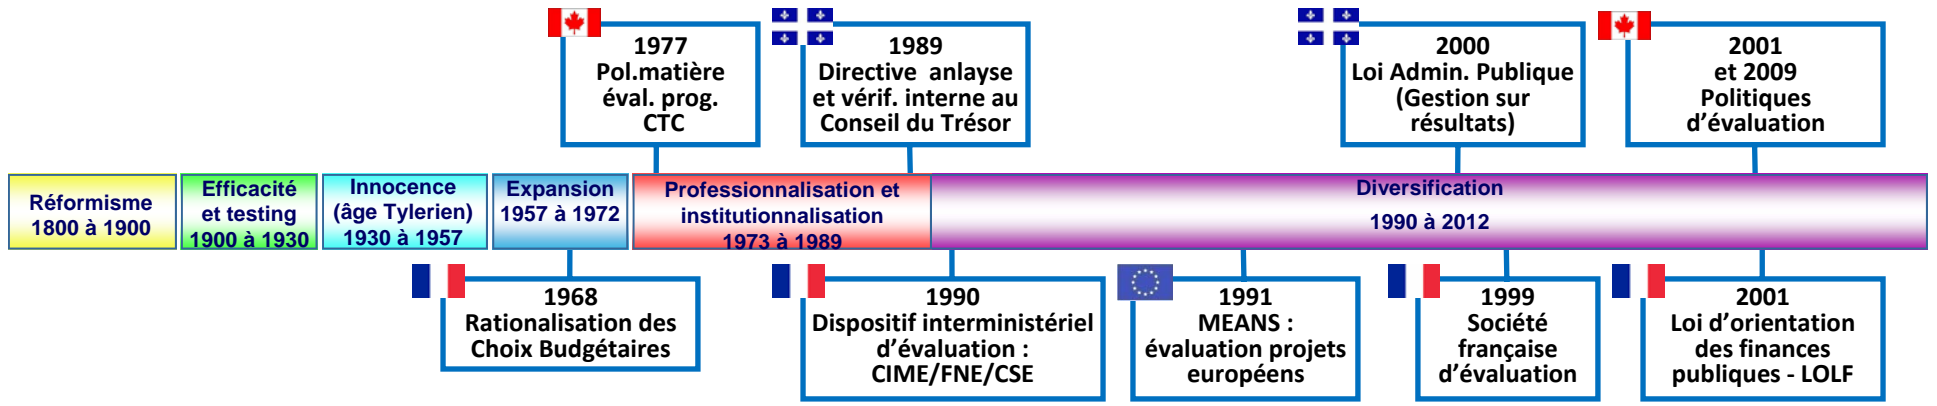 1977
Pol.matière
éval. prog.
CTC
1989
Directive anlayse
et vérif. interne au
Conseil du Trésor
2000
Loi Admin. Publique
(Gestion sur
résultats)
2001
et 2009
Politiques
d’évaluation
Réformisme
1800 à 1900
Efficacité
et testing
1900 à 1930
Innocence
(âge Tylerien)
1930 à 1957
Expansion
1957 à 1972
Professionnalisation et
institutionnalisation
1973 à 1989
Diversification
1990 à 2012
1968
Rationalisation des
Choix Budgétaires
1990
Dispositif interministériel
d’évaluation :
CIME/FNE/CSE
1991
MEANS :
évaluation projets
européens
1999
Société
française
d’évaluation
2001
Loi d’orientation
des finances
publiques - LOLF